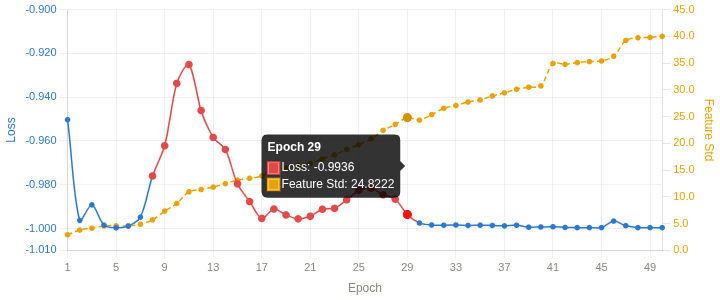 -0.900
-0.920
-0.940
-0.960
-0.980
-1.000
-1.010
Loss
45.0
40.0
35.0
30.0
25.0
20.0
15.0
10.0
5.0
0.0
Feature Std
Epoch 29
Loss: -0.9936
Feature Std: 24.8222
1 5 9 13 17 21 25 29 33 37 41 45 49
Epoch